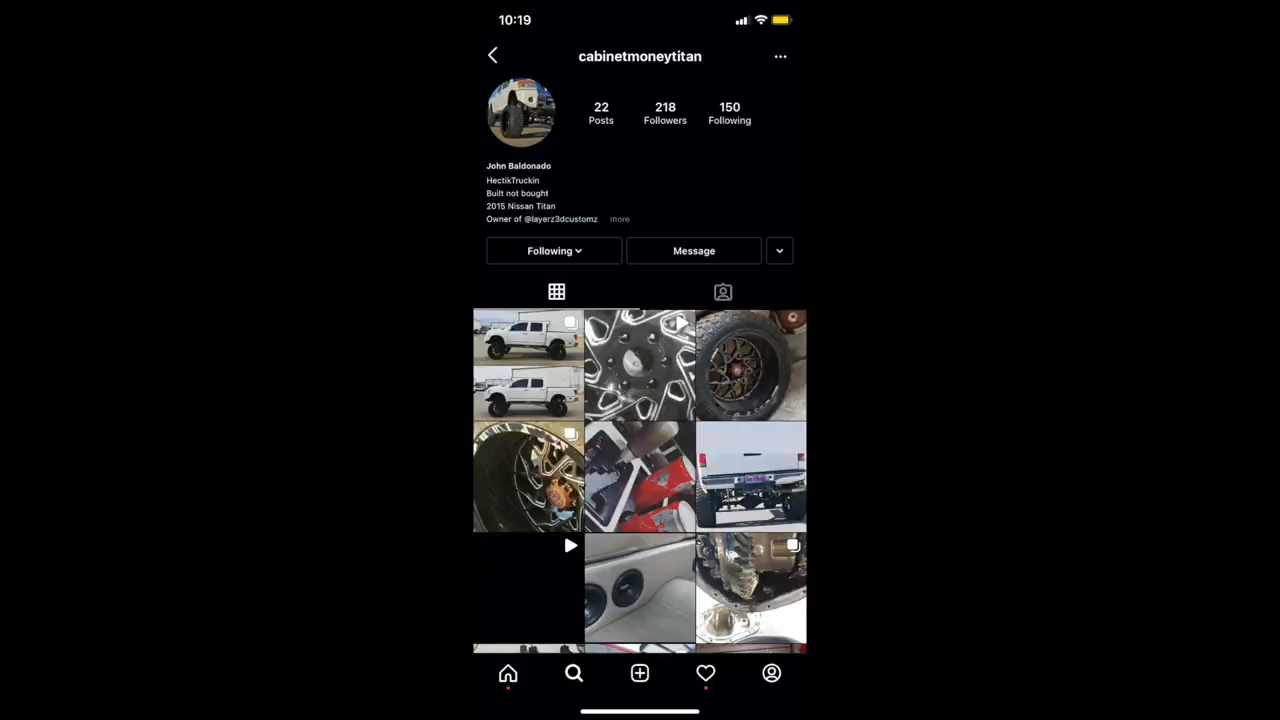 10:19
cabinetmoneytitan
22 218 150
Posts Followers Following
John Baldonado
HectikTruckin
Built not bought
2015 Nissan Titan
Owner of @layerz3dcustomz more
Following Message